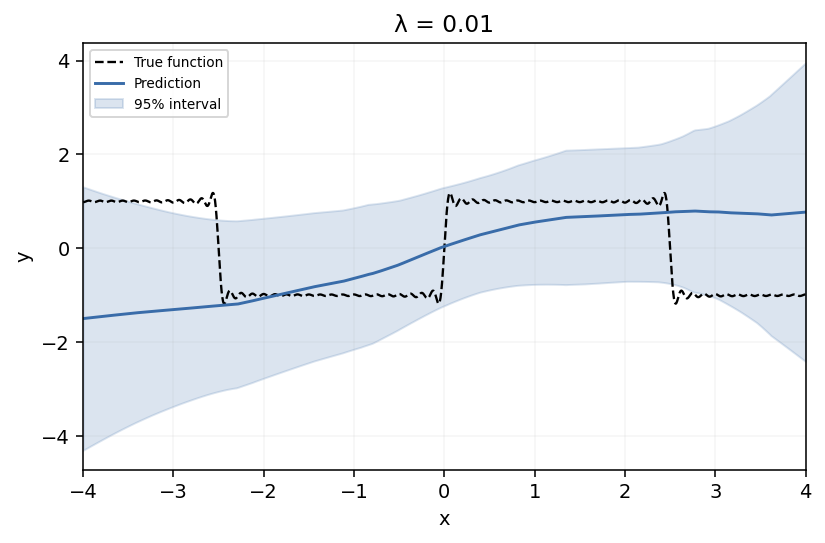 λ = 0.01
True function
Prediction
95% interval
y
4
2
0
−2
−4
−4 −3 −2 −1 0 1 2 3 4
x